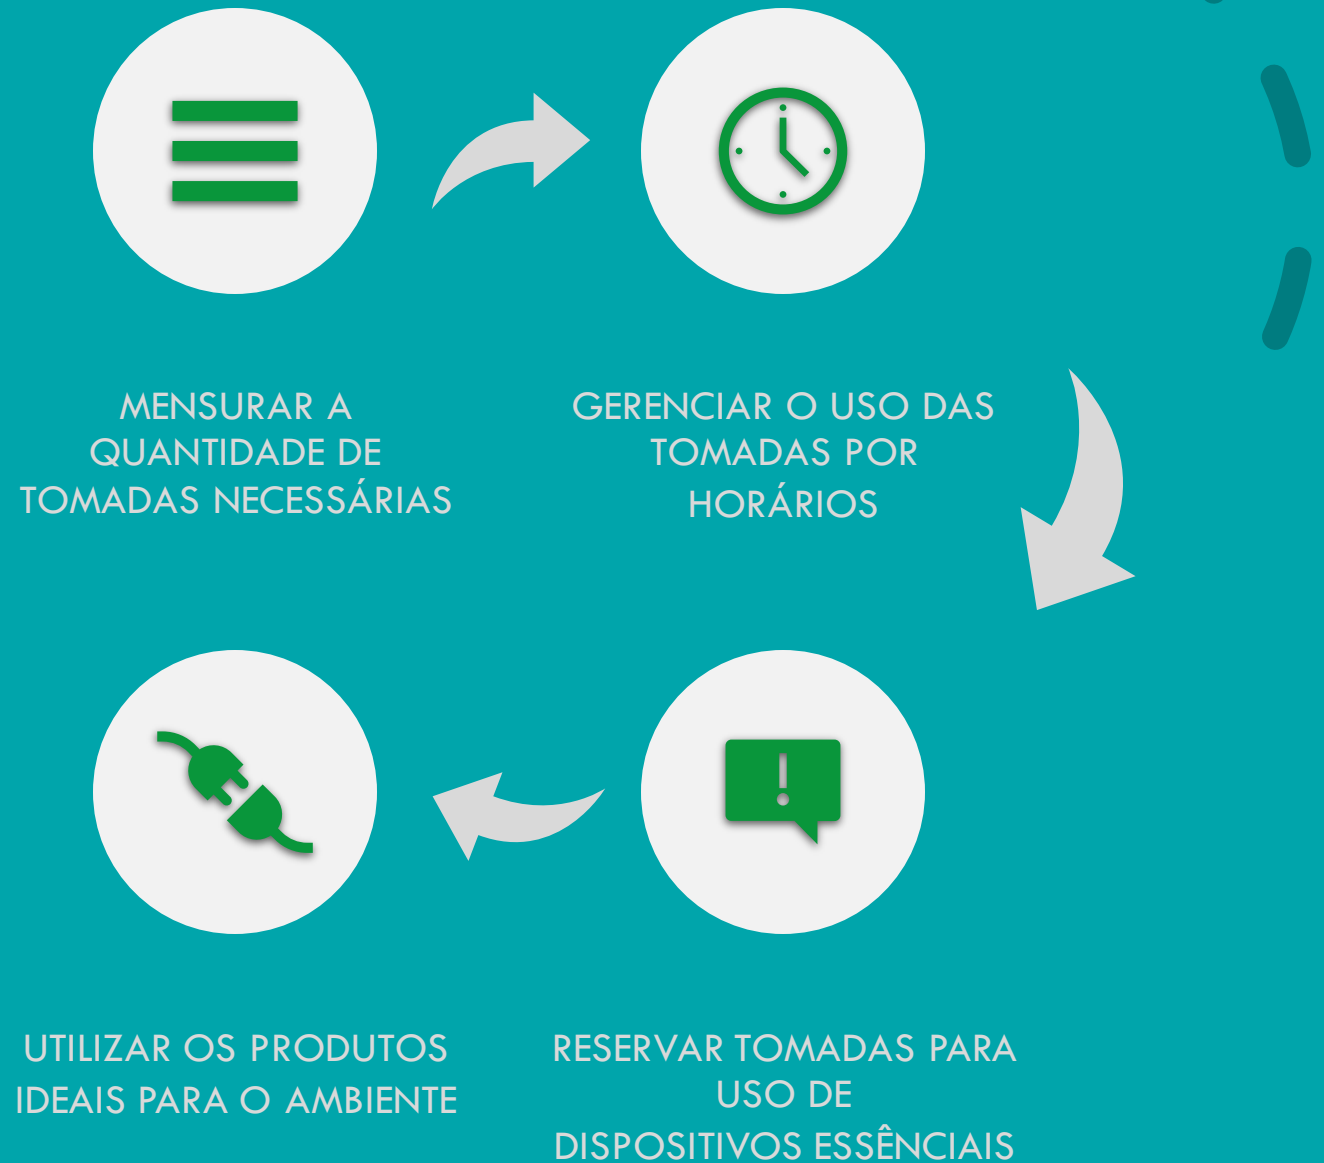 MENSURAR A
QUANTIDADE DE
TOMADAS NECESSÁRIAS
GERENCIAR O USO DAS
TOMADAS POR
HORÁRIOS
UTILIZAR OS PRODUTOS
IDEAIS PARA O AMBIENTE
RESERVAR TOMADAS PARA
USO DE
DISPOSITIVOS ESSÊNCIAIS